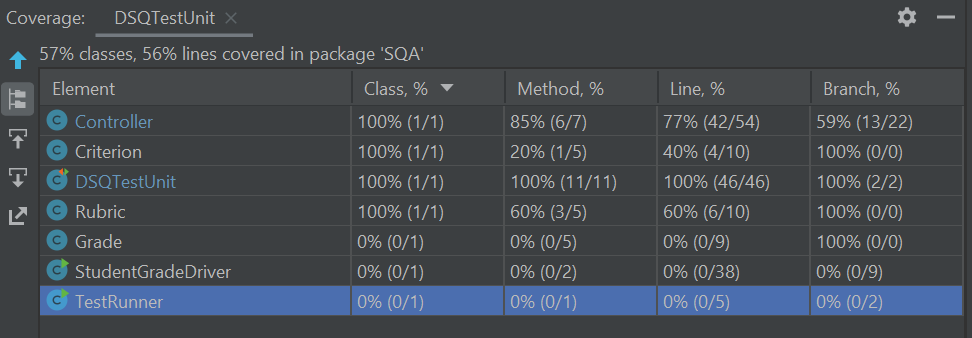 Coverage: DSQTestUnit
57% classes, 56% lines covered in package 'SQA'
Element Class, % Method, % Line, % Branch, %
Controller 100% (1/1) 85% (6/7) 77% (42/54) 59% (13/22)
Criterion 100% (1/1) 20% (1/5) 40% (4/10) 100% (0/0)
DSQTestUnit 100% (1/1) 100% (11/11) 100% (46/46) 100% (2/2)
Rubric 100% (1/1) 60% (3/5) 60% (6/10) 100% (0/0)
Grade 0% (0/1) 0% (0/5) 0% (0/9) 100% (0/0)
StudentGradeDriver 0% (0/1) 0% (0/2) 0% (0/38) 0% (0/9)
TestRunner 0% (0/1) 0% (0/1) 0% (0/5) 0% (0/2)